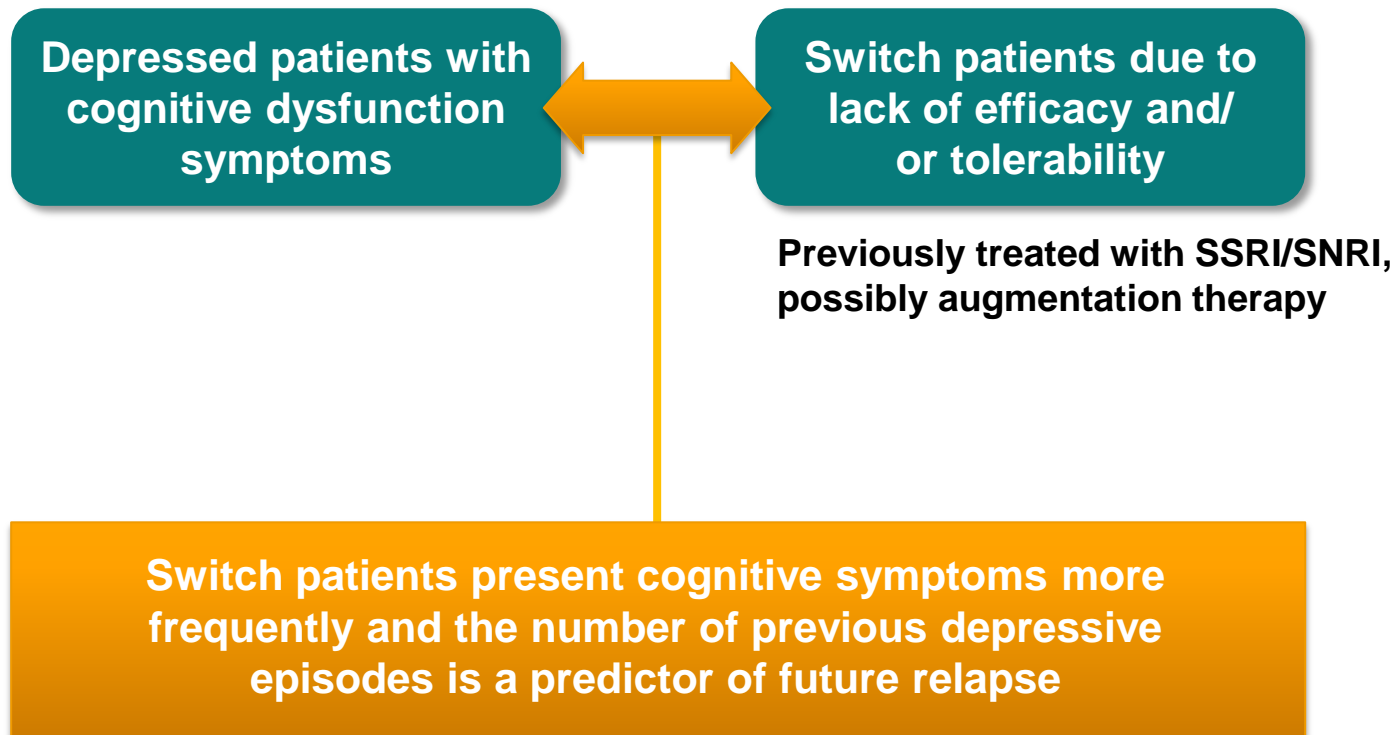 Depressed patients with
cognitive dysfunction
symptoms
Switch patients due to
lack of efficacy and/
or tolerability
Previously treated with SSRI/SNRI,
possibly augmentation therapy
Switch patients present cognitive symptoms more
frequently and the number of previous depressive
episodes is a predictor of future relapse